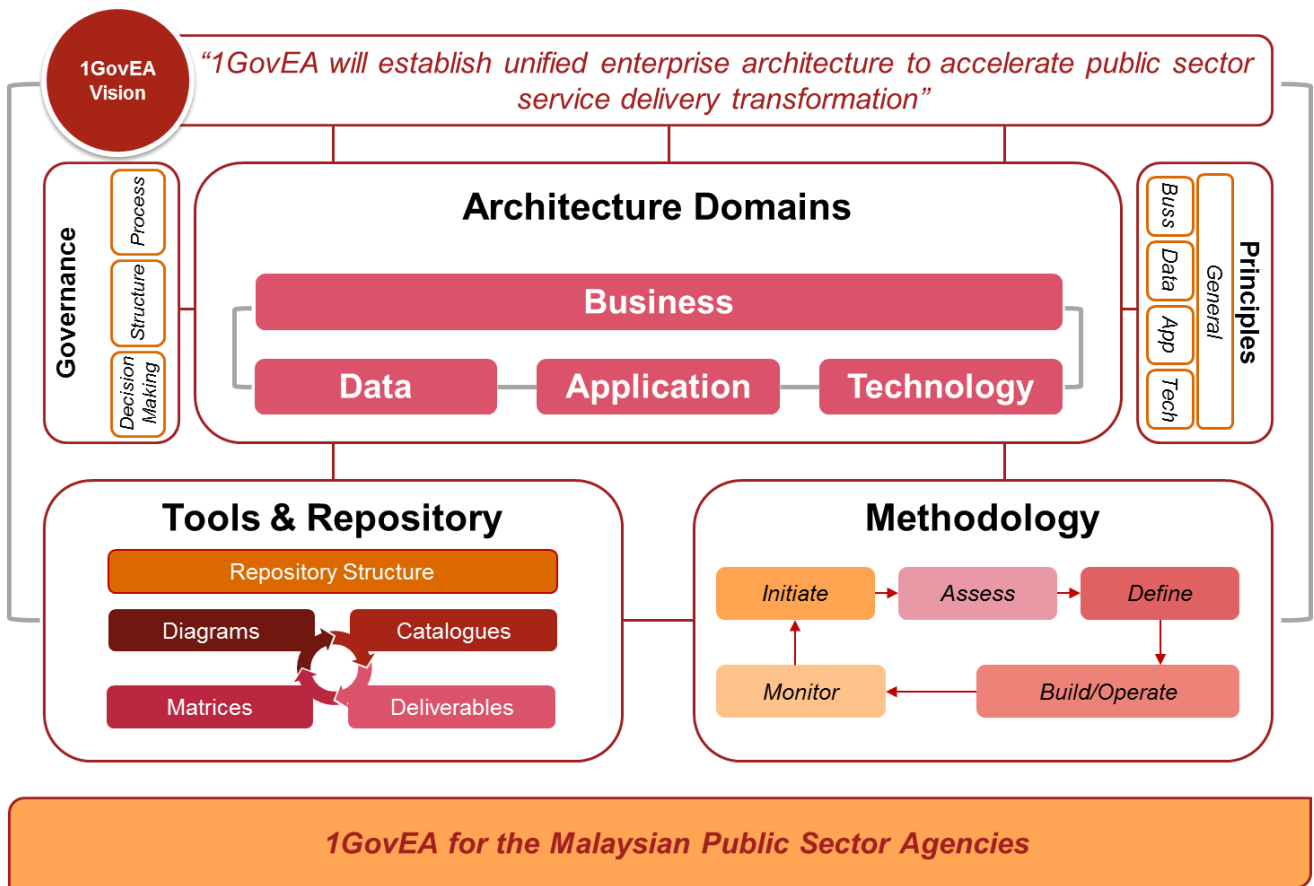 1GovEA
Vision
“1GovEA will establish unified enterprise architecture to accelerate public sector
service delivery transformation”
Governance
Process
Structure
Decision
Making
Architecture Domains
Business
Data
Application
Technology
Buss
Data
App
Tech
General
Principles
Tools & Repository
Repository Structure
Diagrams
Catalogues
Matrices
Deliverables
Methodology
Initiate
Assess
Define
Monitor
Build/Operate
1GovEA for the Malaysian Public Sector Agencies